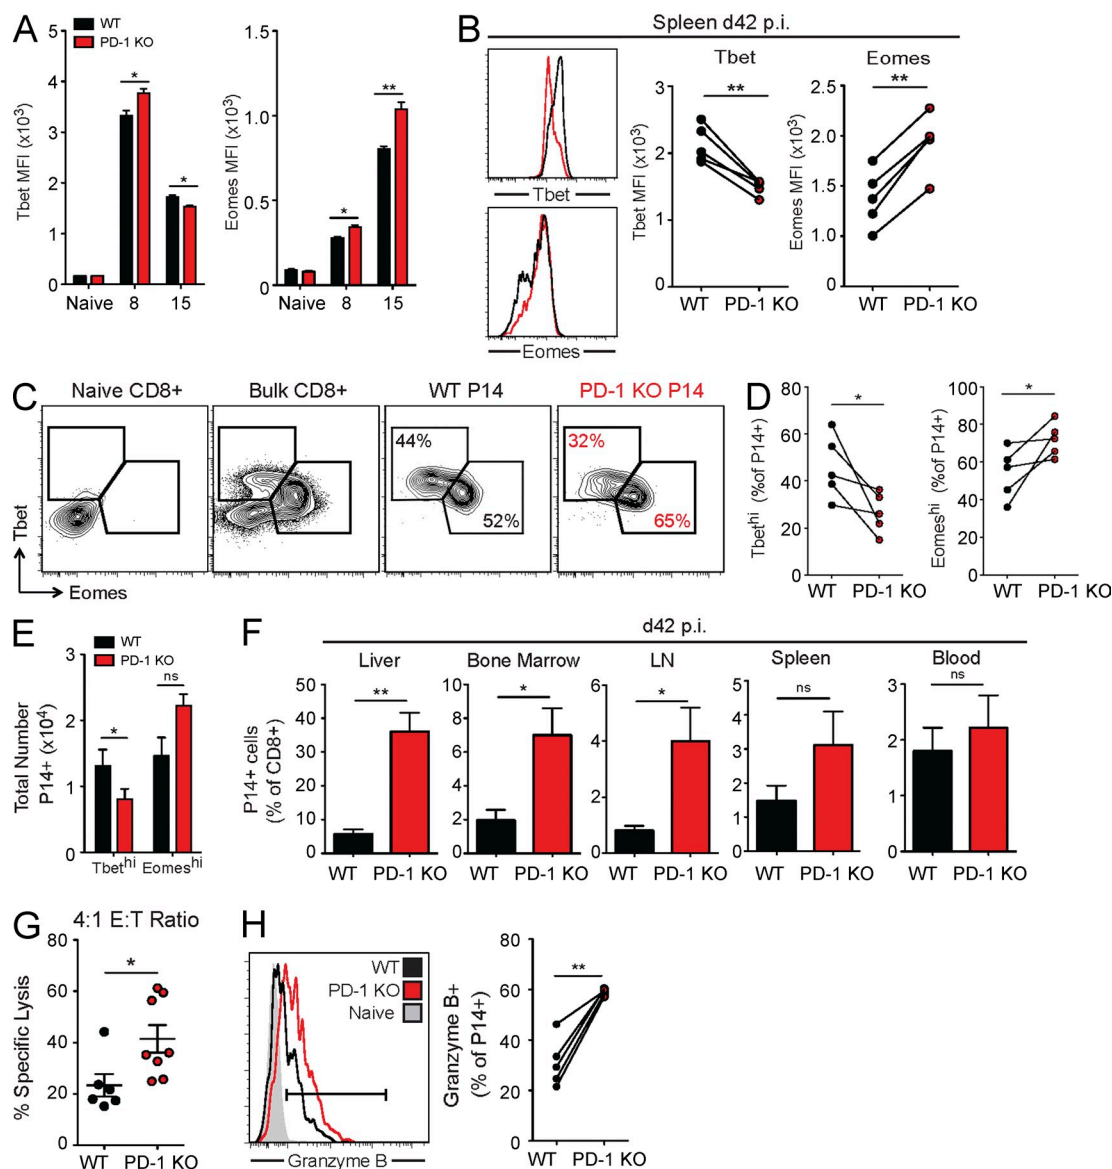 A
WT
PD-1 KO
Tbet MFI (x10³)
5
4
3
2
1
0
*
*
Naive 8 15
Eomes MFI (x10³)
1.5
1.0
0.5
0
*
**
Naive 8 15
B
Spleen d42 p.i.
Tbet
Eomes
Tbet
Eomes
Tbet MFI (x10³)
3
2
1
0
**
WT PD-1 KO
Eomes MFI (x10³)
2.5
2.0
1.5
1.0
**
WT PD-1 KO
C
Naive CD8+ Bulk CD8+ WT P14 PD-1 KO P14
44%
52%
32%
65%
Tbet
Eomes
D
Tbethi (%of P14+)
80
60
40
20
0
*
WT PD-1 KO
Eomeshi (% of P14+)
100
80
60
40
20
0
*
WT PD-1 KO
E
WT
PD-1 KO
Total Number
P14+ (x10⁴)
3
2
1
0
*
ns
Tbethi Eomeshi
F
d42 p.i.
Liver Bone Marrow LN Spleen Blood
P14+ cells
(% of CD8+)
50
40
30
20
10
0
**
WT PD-1 KO
10
8
6
4
2
0
*
WT PD-1 KO
6
4
2
0
*
WT PD-1 KO
5
4
3
2
1
0
ns
WT PD-1 KO
3
2
1
0
ns
WT PD-1 KO
G
4:1 E:T Ratio
% Specific Lysis
80
60
40
20
0
*
WT PD-1 KO
H
WT
PD-1 KO
Naive
Granzyme B
Granzyme B+
(% of P14+)
80
60
40
20
0
**
WT PD-1 KO